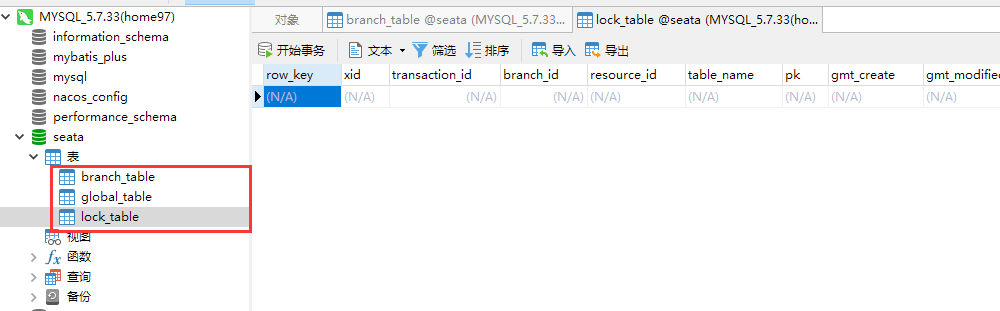 MYSQL_5.7.33(home97)
information_schema
mybatis_plus
mysql
nacos_config
performance_schema
seata
表
branch_table
global_table
lock_table
视图
函数
查询
备份
对象 branch_table @seata (MYSQL_5.7.33) lock_table @seata (MYSQL_5.7.33(ho...
开始事务 文本 筛选 排序 导入 导出
row_key xid transaction_id branch_id resource_id table_name pk gmt_create gmt_modified
(N/A) (N/A) (N/A) (N/A) (N/A) (N/A) (N/A) (N/A) (N/A)